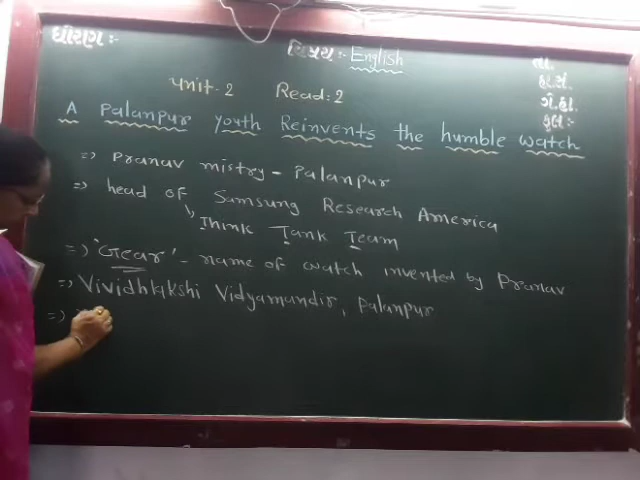 ધોરણ :-
વિષય :- English
તા.
હા.સં.
ગે.હા.
કુલ :-
Unit-2 Read:2
A Palanpur youth Reinvents the humble watch
=> Pranav mistry - Palanpur
=> head of Samsung Research America
↳ Think Tank Team
=> 'Gear' - name of watch invented by Pranav
=> Vividhlakshi Vidyamandir, Palanpur
=>